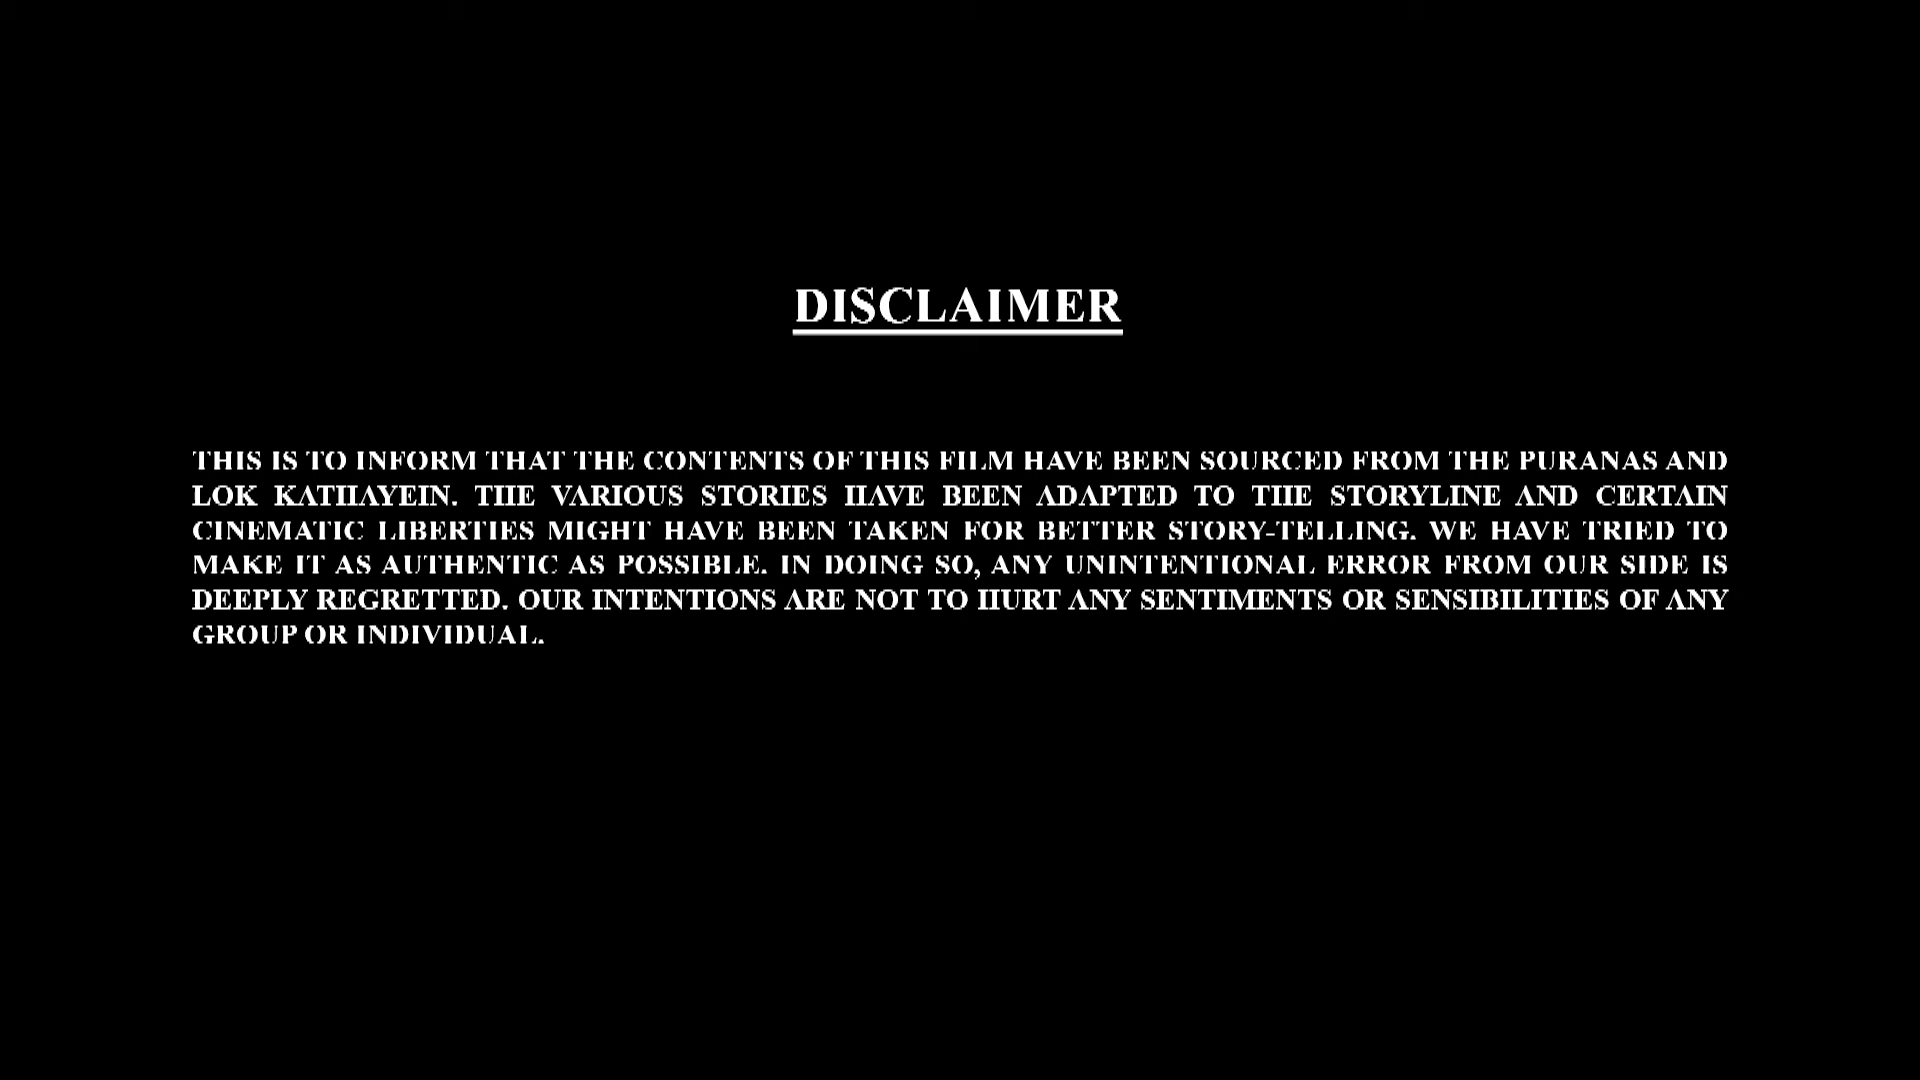 DISCLAIMER
THIS IS TO INFORM THAT THE CONTENTS OF THIS FILM HAVE BEEN SOURCED FROM THE PURANAS AND
LOK KATHAYEIN. THE VARIOUS STORIES HAVE BEEN ADAPTED TO THE STORYLINE AND CERTAIN
CINEMATIC LIBERTIES MIGHT HAVE BEEN TAKEN FOR BETTER STORY-TELLING. WE HAVE TRIED TO
MAKE IT AS AUTHENTIC AS POSSIBLE. IN DOING SO, ANY UNINTENTIONAL ERROR FROM OUR SIDE IS
DEEPLY REGRETTED. OUR INTENTIONS ARE NOT TO HURT ANY SENTIMENTS OR SENSIBILITIES OF ANY
GROUP OR INDIVIDUAL.